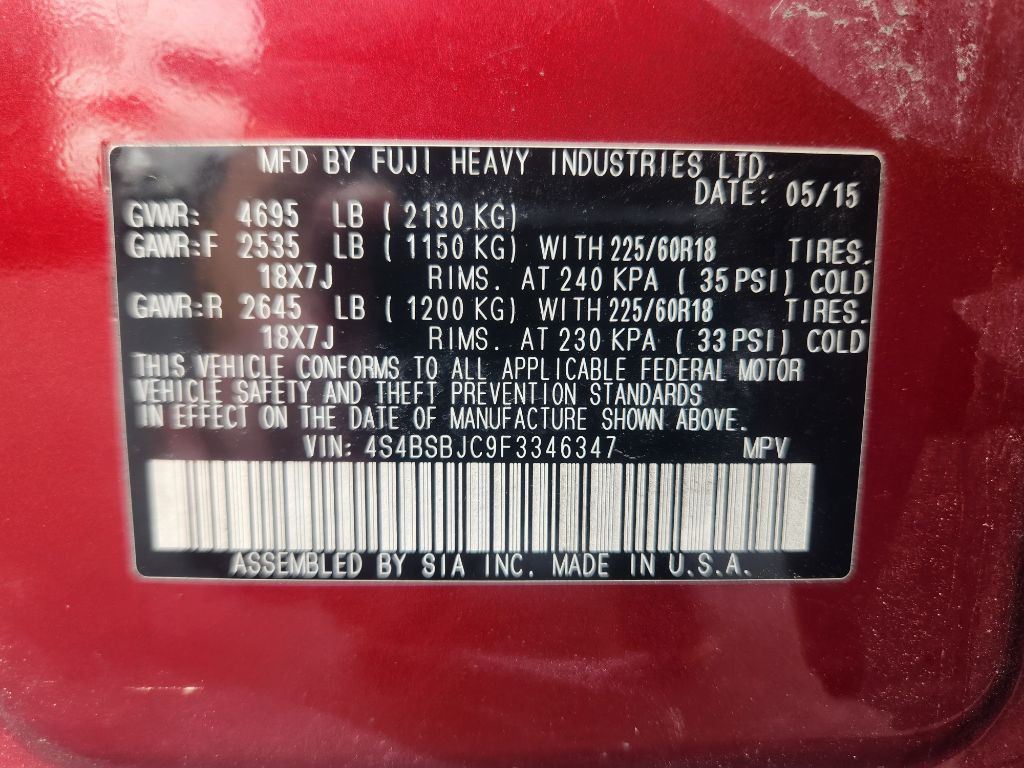 MFD BY FUJI HEAVY INDUSTRIES LTD.
DATE: 05/15
GVWR: 4695 LB ( 2130 KG)
GAWR:F 2535 LB ( 1150 KG) WITH 225/60R18 TIRES.
18X7J RIMS. AT 240 KPA ( 35 PSI) COLD
GAWR:R 2645 LB ( 1200 KG) WITH 225/60R18 TIRES.
18X7J RIMS. AT 230 KPA ( 33 PSI) COLD
THIS VEHICLE CONFORMS TO ALL APPLICABLE FEDERAL MOTOR
VEHICLE SAFETY AND THEFT PREVENTION STANDARDS
IN EFFECT ON THE DATE OF MANUFACTURE SHOWN ABOVE.
VIN: 4S4BSBJC9F3346347 MPV
ASSEMBLED BY SIA INC. MADE IN U.S.A.